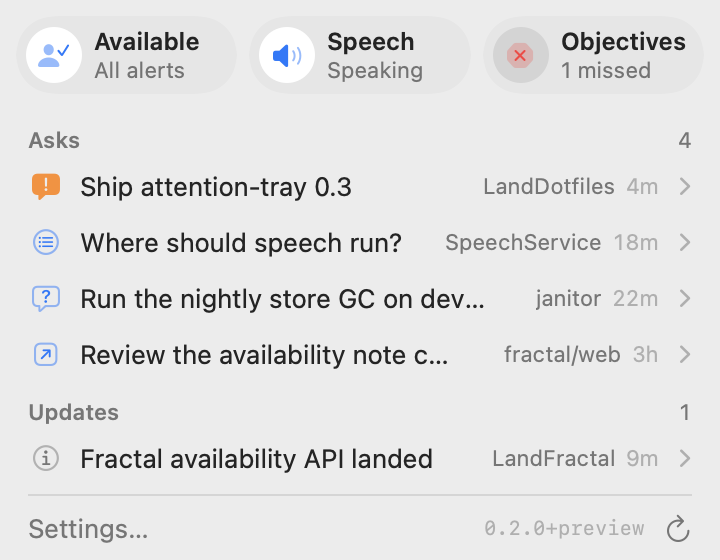 Available
All alerts
Speech
Speaking
Objectives
1 missed
Asks 4
Ship attention-tray 0.3 LandDotfiles 4m
Where should speech run? SpeechService 18m
Run the nightly store GC on dev... janitor 22m
Review the availability note c... fractal/web 3h
Updates 1
Fractal availability API landed LandFractal 9m
Settings... 0.2.0+preview